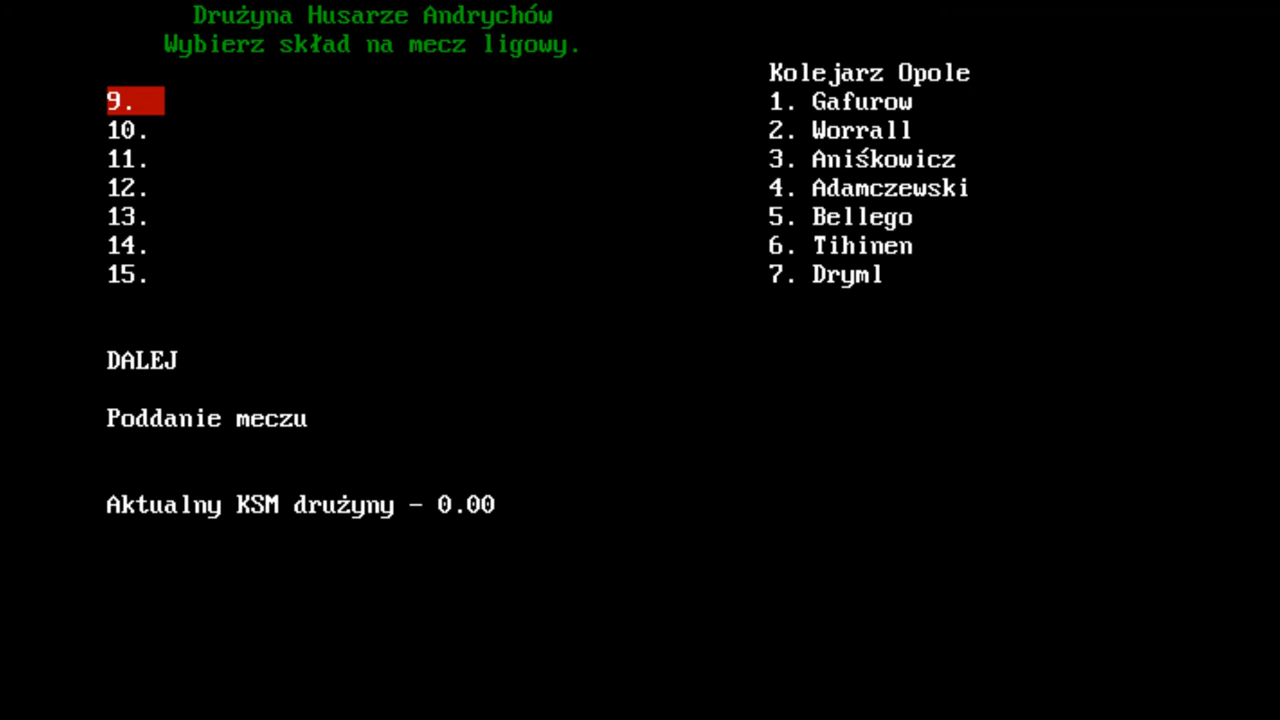 Drużyna Husarze Andrychów
Wybierz skład na mecz ligowy.
Kolejarz Opole
9.
1. Gafurow
10.
2. Worrall
11.
3. Aniśkowicz
12.
4. Adamczewski
13.
5. Bellego
14.
6. Tihinen
15.
7. Dryml
DALEJ
Poddanie meczu
Aktualny KSM drużyny - 0.00